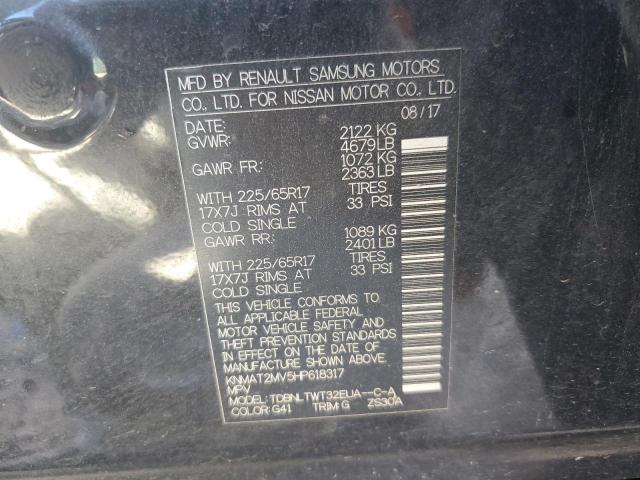 MFD BY RENAULT SAMSUNG MOTORS
CO., LTD. FOR NISSAN MOTOR CO., LTD.
DATE: 08/17
GVWR: 2122 KG
4679 LB
GAWR FR: 1072 KG
2363 LB
WITH 225/65R17 TIRES
17X7J RIMS AT 33 PSI
COLD SINGLE
GAWR RR: 1089 KG
2401 LB
WITH 225/65R17 TIRES
17X7J RIMS AT 33 PSI
COLD SINGLE
THIS VEHICLE CONFORMS TO
ALL APPLICABLE FEDERAL
MOTOR VEHICLE SAFETY AND
THEFT PREVENTION STANDARDS
IN EFFECT ON THE DATE OF
MANUFACTURE SHOWN ABOVE.
KNMAT2MV5HP618317
MPV
MODEL: TDBNLTWT32EUA--C-A
COLOR: G41 TRIM: G ZS30A